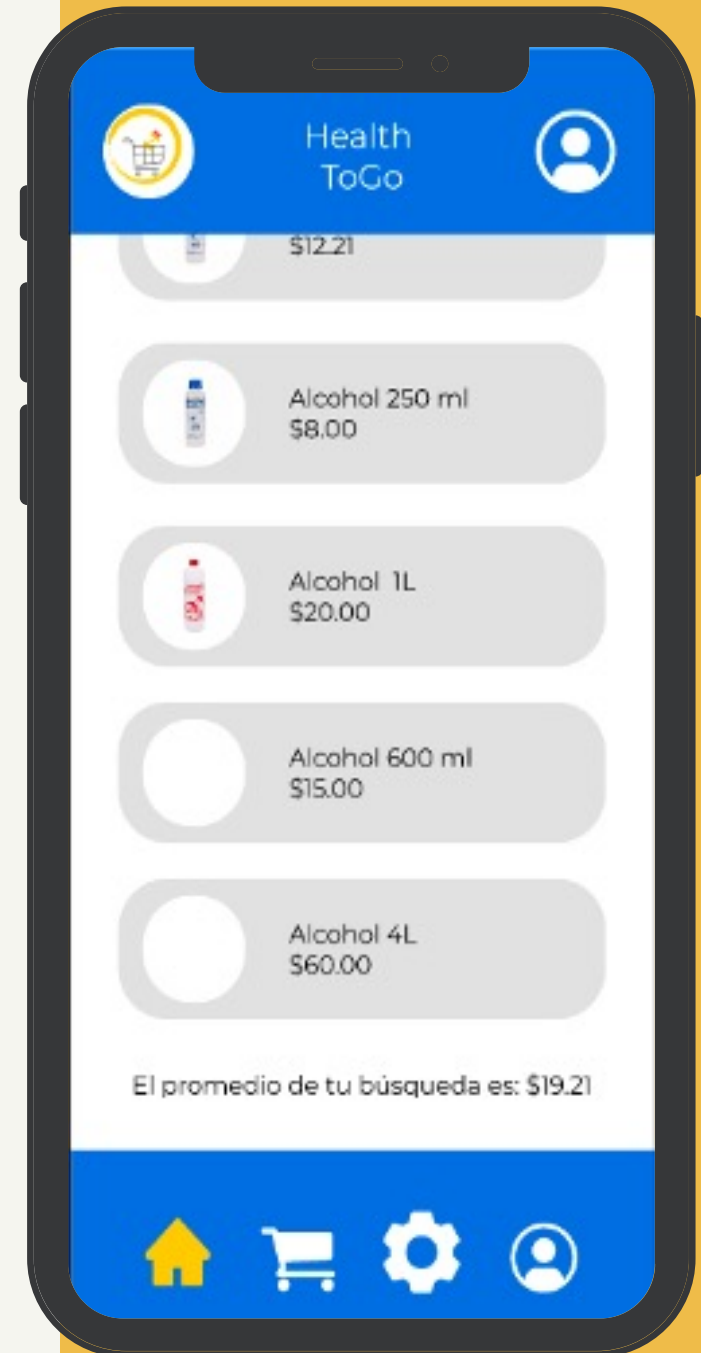 Health
ToGo
$12.21
Alcohol 250 ml
$8.00
Alcohol 1L
$20.00
Alcohol 600 ml
$15.00
Alcohol 4L
$60.00
El promedio de tu búsqueda es: $19.21